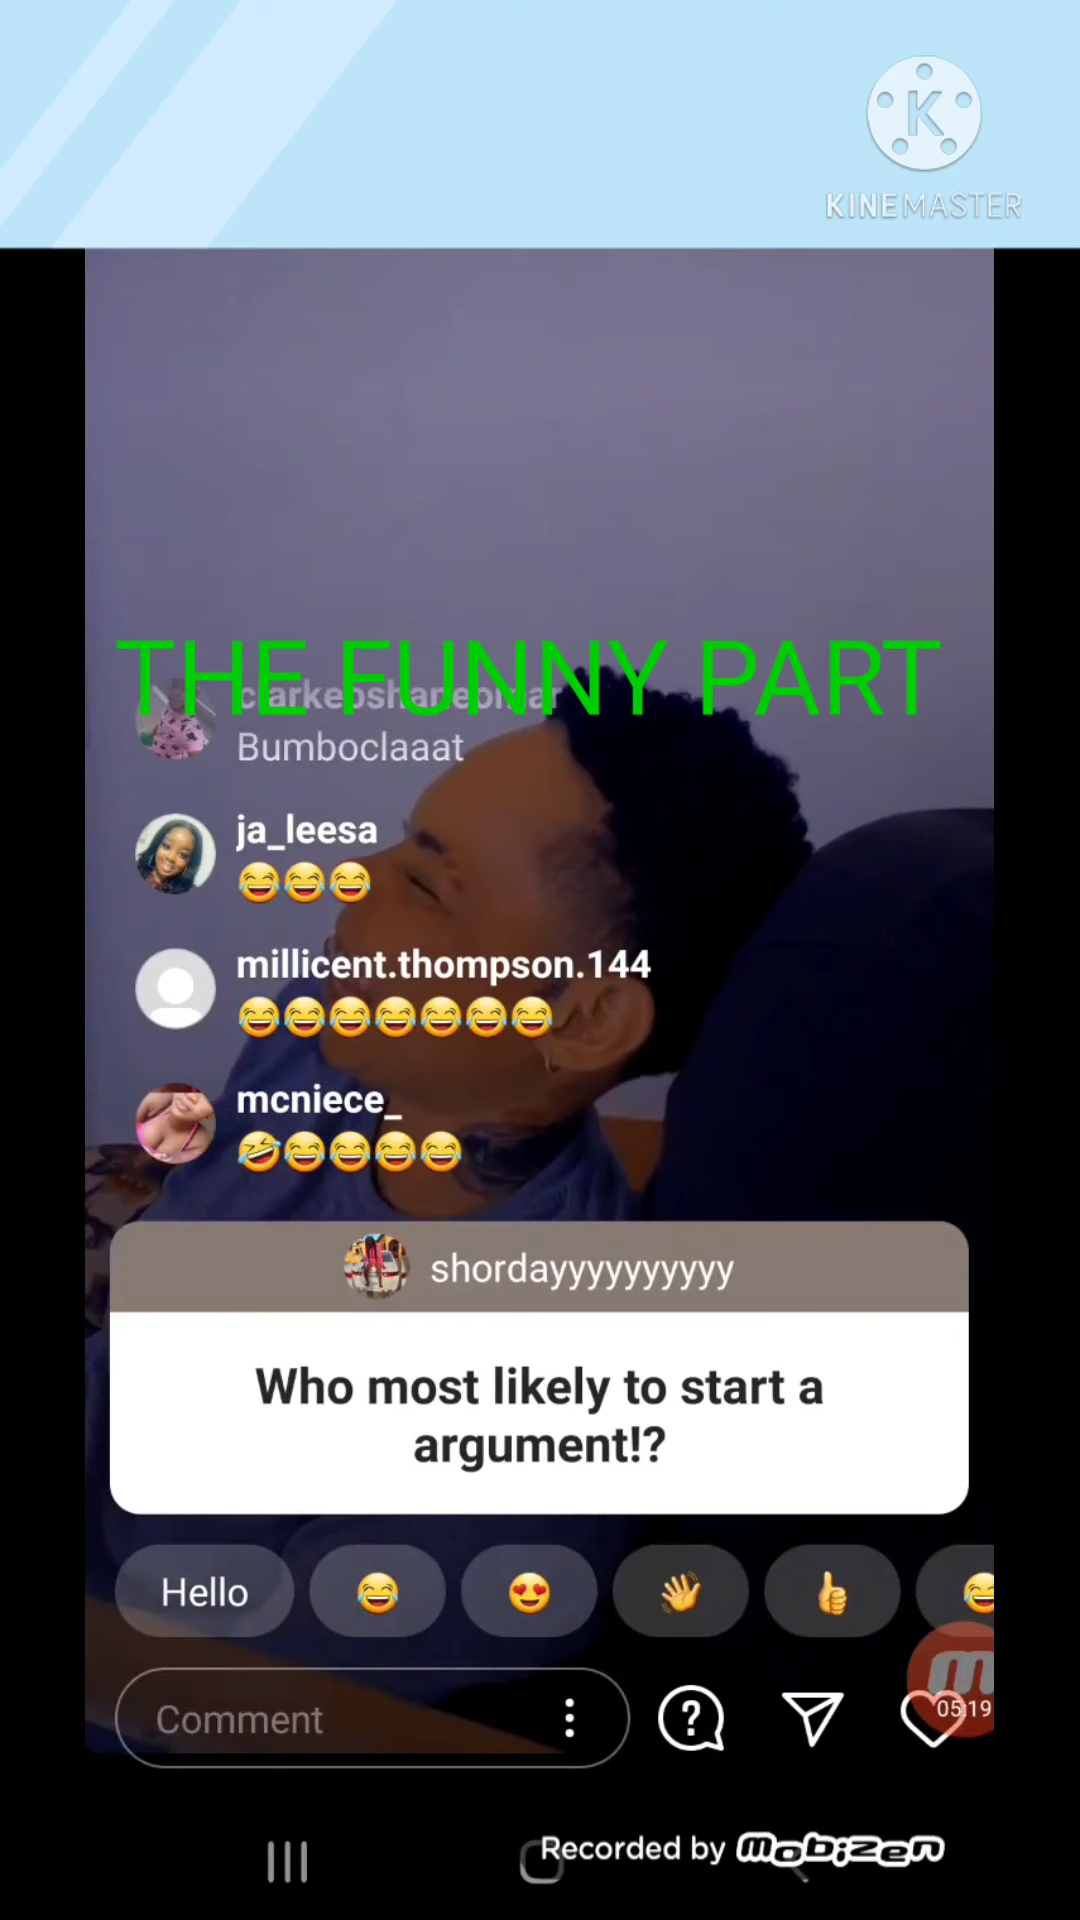 K
KINEMASTER
THE FUNNY PART
Bumboclaaat
ja_leesa
😂😂😂
millicent.thompson.144
😂😂😂😂😂😂😂
mcniece_
🤣😂😂😂😂
shordayyyyyyyyyy
Who most likely to start a
argument!?
Hello 😂 😍 👋 👍 😂
Comment
05:19
Recorded by mobizen